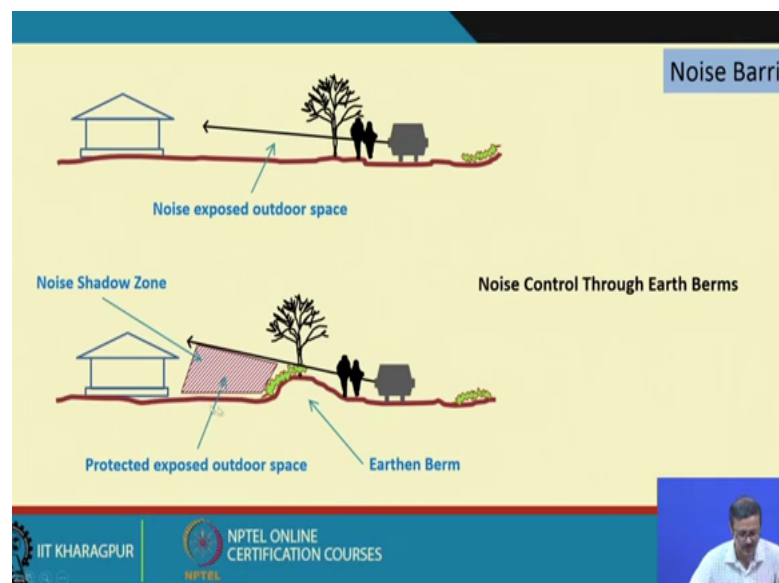 Noise Barri
Noise exposed outdoor space
Noise Shadow Zone
Noise Control Through Earth Berms
Protected exposed outdoor space
Earthen Berm
IIT KHARAGPUR
NPTEL
NPTEL ONLINE
CERTIFICATION COURSES